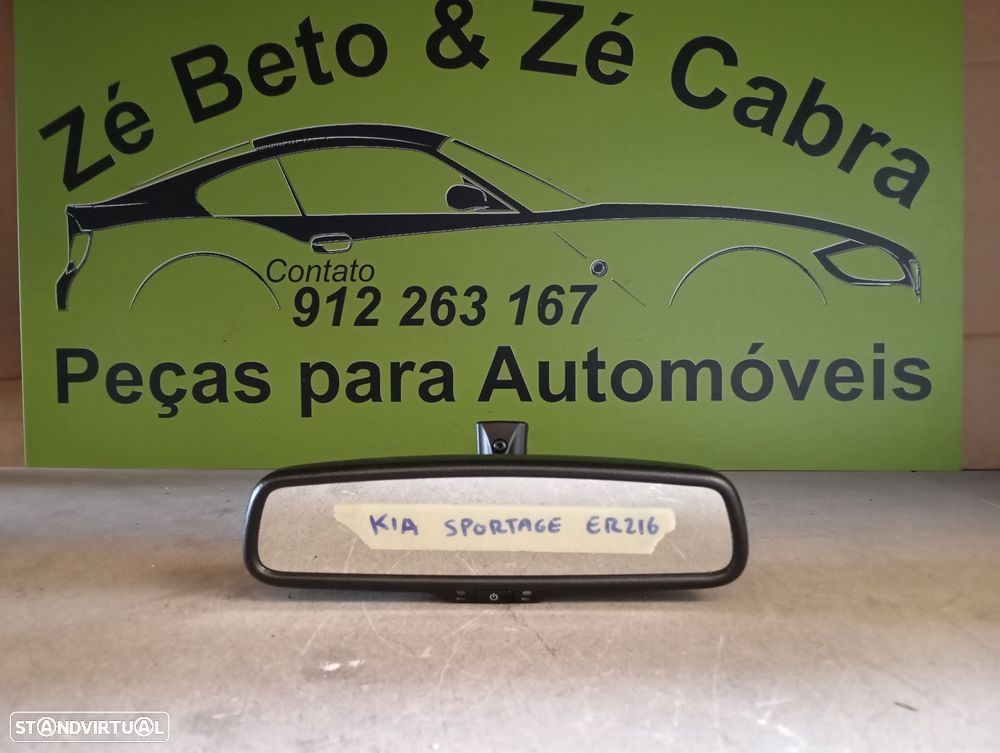 Zé Beto & Zé Cabra
Contato
912 263 167
Peças para Automóveis
KIA SPORTAGE ER216
STANDVIRTUAL